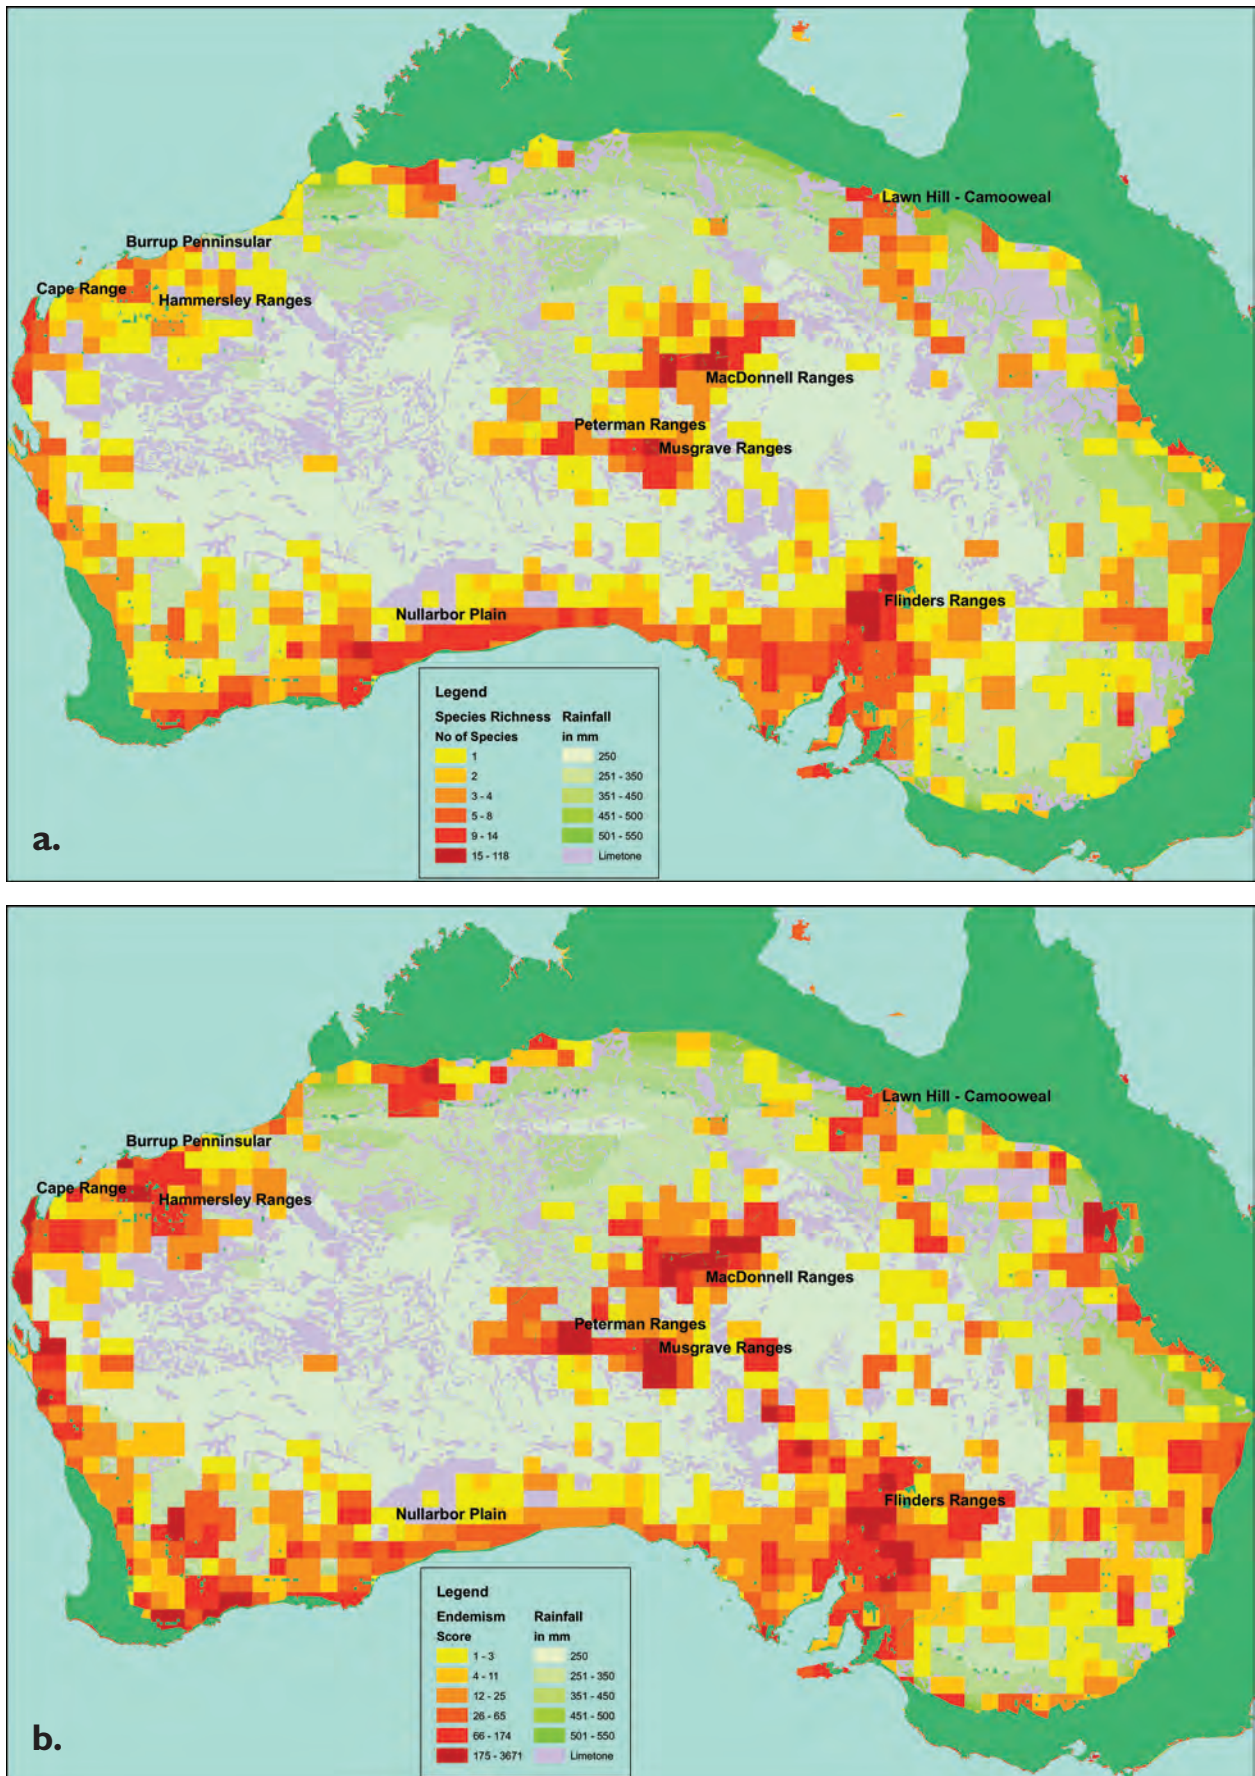 Lawn Hill - Camooweal
Burrup Penninsular
Cape Range
Hammersley Ranges
MacDonnell Ranges
Peterman Ranges
Musgrave Ranges
Flinders Ranges
Nullarbor Plain
Legend
Species Richness Rainfall
No of Species in mm
1 250
2 251 - 350
3 - 4 351 - 450
5 - 8 451 - 500
9 - 14 501 - 550
15 - 118 Limetone
a.
Lawn Hill - Camooweal
Burrup Penninsular
Cape Range
Hammersley Ranges
MacDonnell Ranges
Peterman Ranges
Musgrave Ranges
Flinders Ranges
Nullarbor Plain
Legend
Endemism Rainfall
Score in mm
1 - 3 250
4 - 11 251 - 350
12 - 25 351 - 450
26 - 65 451 - 500
66 - 174 501 - 550
175 - 3671 Limetone
b.